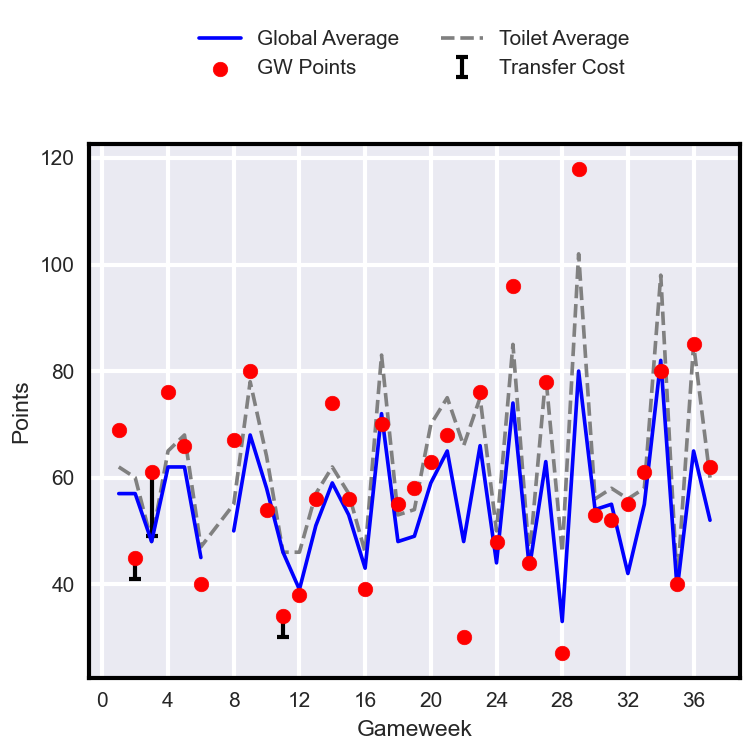 Global Average
Toilet Average
GW Points
Transfer Cost
120
100
80
60
40
Points
0 4 8 12 16 20 24 28 32 36
Gameweek